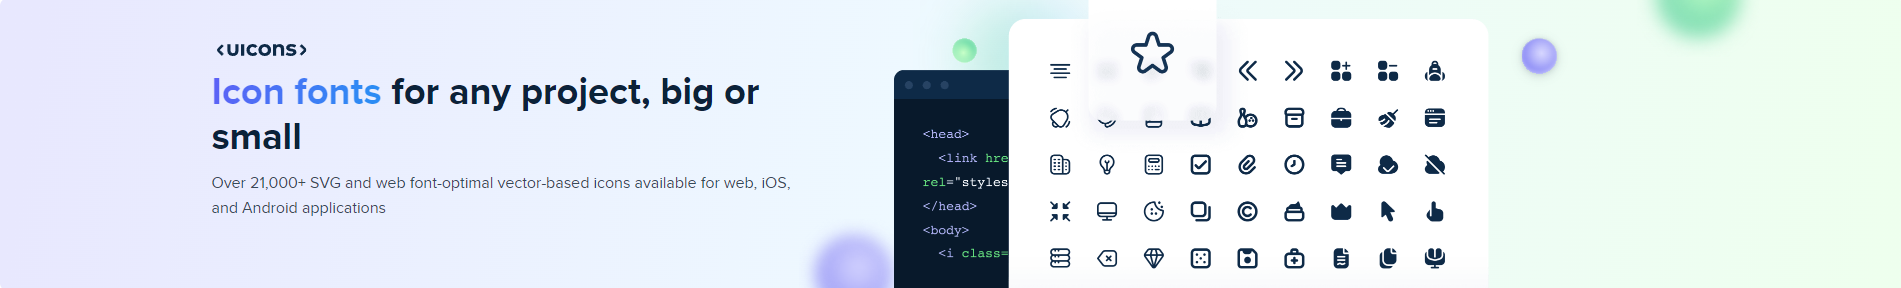 <UICONS>
Icon fonts for any project, big or
small
Over 21,000+ SVG and web font-optimal vector-based icons available for web, iOS,
and Android applications
<head>
<link hre
rel="styles
</head>
<body>
<i class=